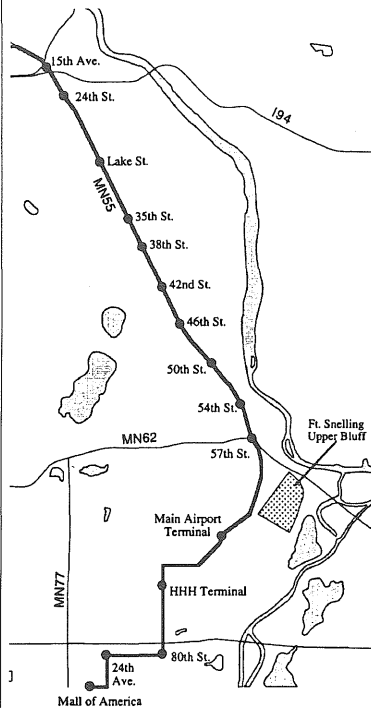 15th Ave.
24th St.
I94
Lake St.
MN55
35th St.
38th St.
42nd St.
46th St.
50th St.
54th St.
Ft. Snelling
Upper Bluff
MN62
57th St.
Main Airport
Terminal
MN77
HHH Terminal
80th St.
24th
Ave.
Mall of America